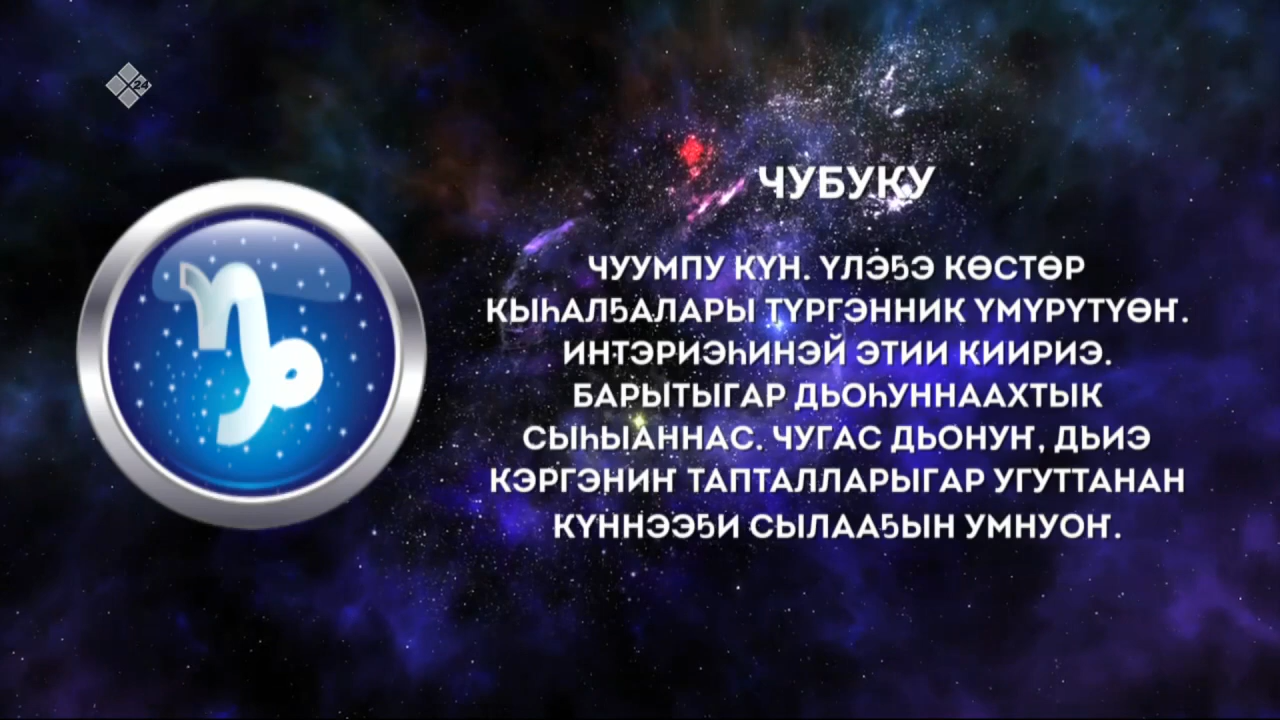 X24
ЧУБУКУ
ЧУУМПУ КҮН. ҮЛЭҔЭ КӨСТӨР
КЫҺАЛҔАЛАРЫ ТҮРГЭННИК ҮМҮРҮТҮӨҤ.
ИНТЭРИЭҺИНЭЙ ЭТИИ КИИРИЭ.
БАРЫТЫГАР ДЬОҺУННААХТЫК
СЫҺЫАННАС. ЧУГАС ДЬОНУҤ, ДЬИЭ
КЭРГЭНИҤ ТАПТАЛЛАРЫГАР УГУТТАНАН
КҮННЭЭҔИ СЫЛААҔЫН УМНУОҤ.